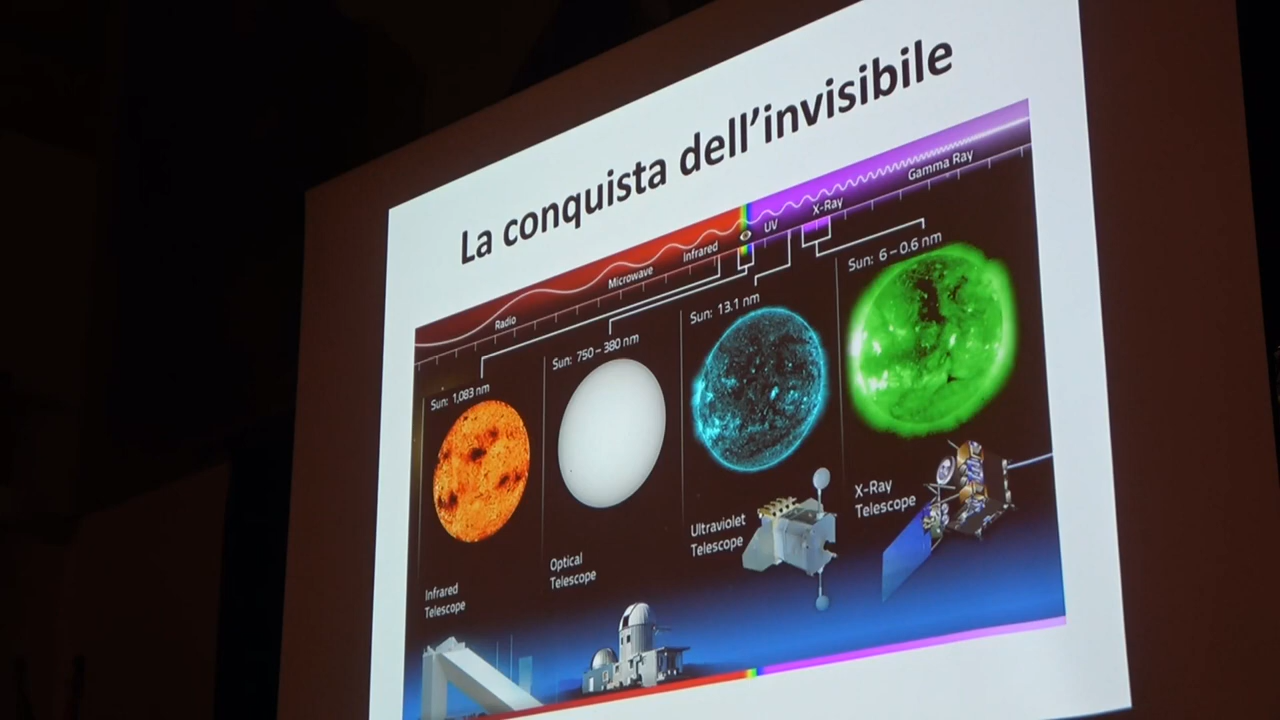 La conquista dell'invisibile
Radio
Microwave
Infrared
UV
X-Ray
Gamma Ray
Sun: 1,083 nm
Sun: 750 – 380 nm
Sun: 13.1 nm
Sun: 6 – 0.6 nm
Infrared
Telescope
Optical
Telescope
Ultraviolet
Telescope
X-Ray
Telescope